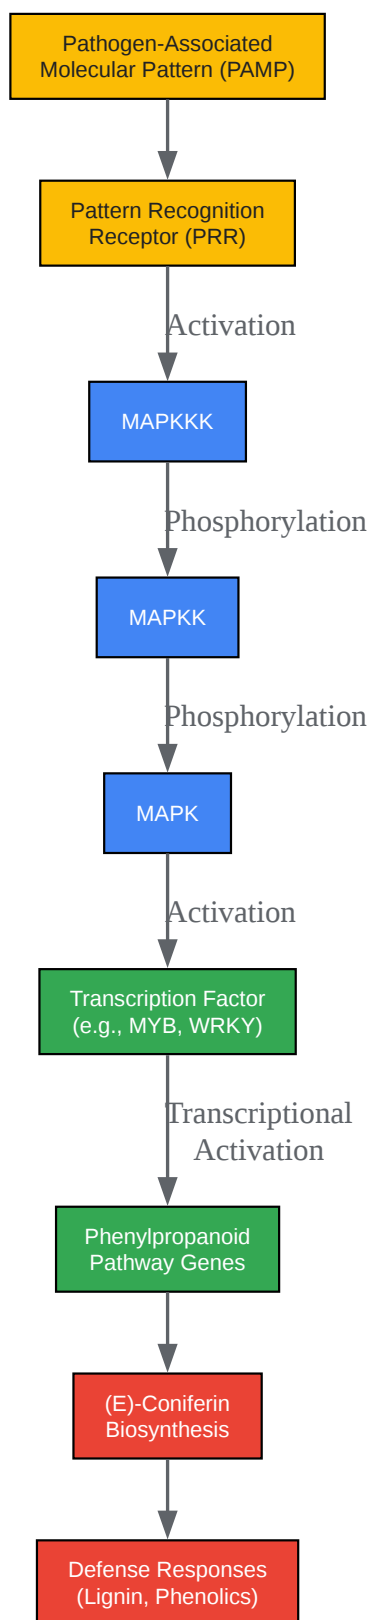 Pathogen-Associated
Molecular Pattern (PAMP)
Pattern Recognition
Receptor (PRR)
Activation
MAPKKK
Phosphorylation
MAPKK
Phosphorylation
MAPK
Activation
Transcription Factor
(e.g., MYB, WRKY)
Transcriptional
Activation
Phenylpropanoid
Pathway Genes
(E)-Coniferin
Biosynthesis
Defense Responses
(Lignin, Phenolics)